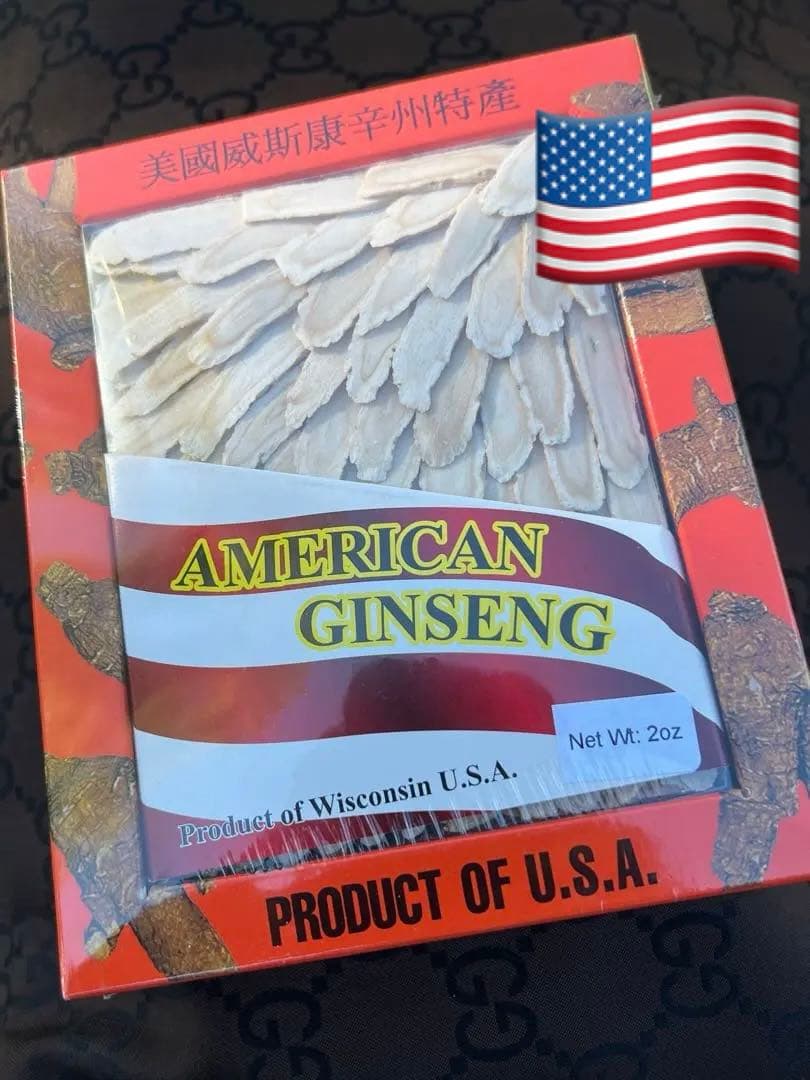 美國威斯康辛州特產
AMERICAN
GINSENG
Net Wt: 2oz
Product of Wisconsin U.S.A.
PRODUCT OF U.S.A.